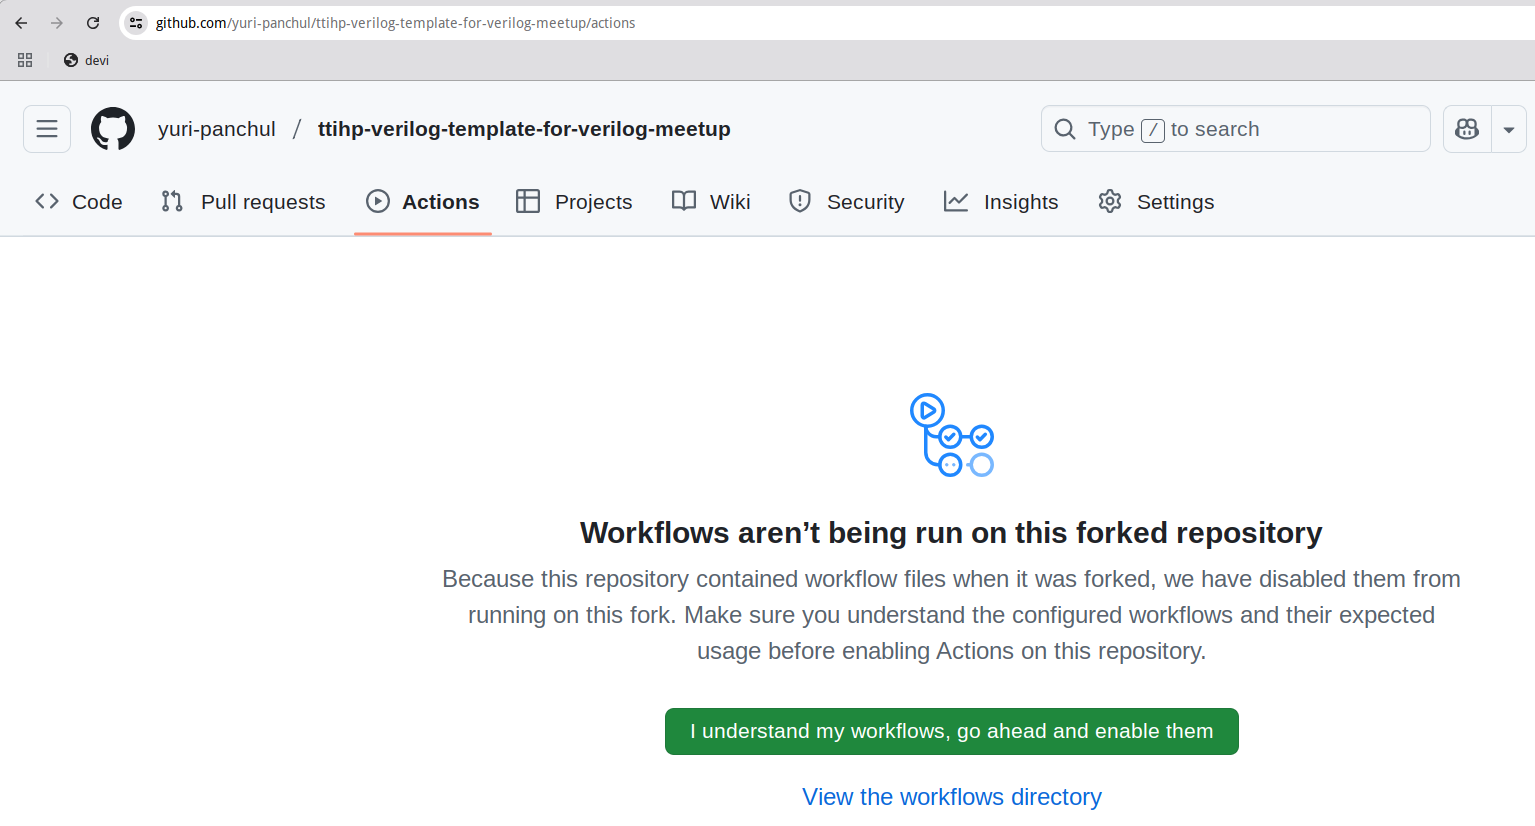 github.com/yuri-panchul/ttihp-verilog-template-for-verilog-meetup/actions
devi
yuri-panchul / ttihp-verilog-template-for-verilog-meetup
Type / to search
Code Pull requests Actions Projects Wiki Security Insights Settings
Workflows aren’t being run on this forked repository
Because this repository contained workflow files when it was forked, we have disabled them from
running on this fork. Make sure you understand the configured workflows and their expected
usage before enabling Actions on this repository.
I understand my workflows, go ahead and enable them
View the workflows directory